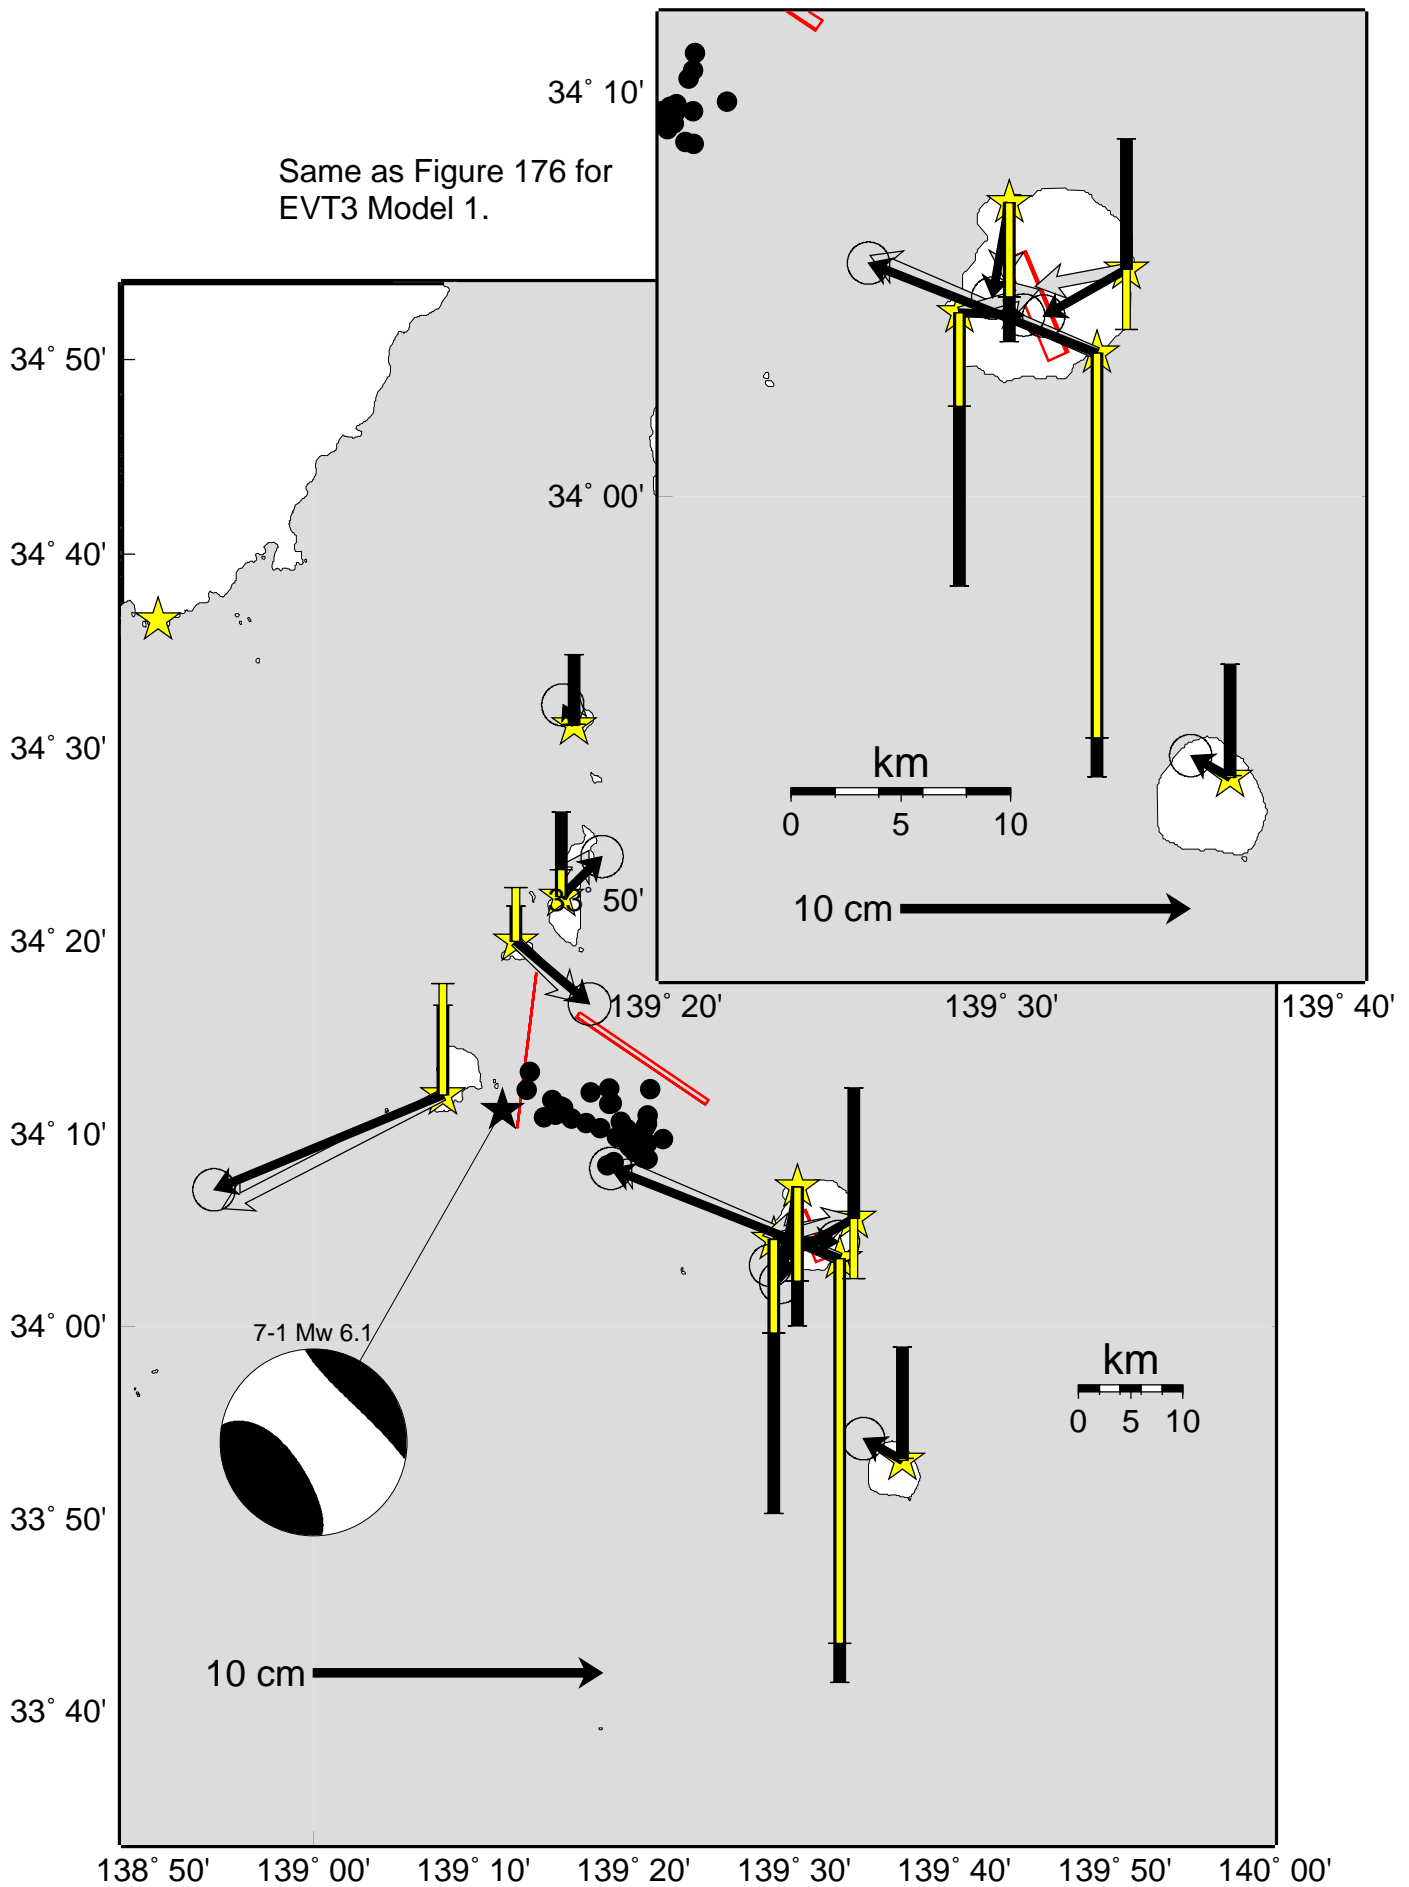 34° 10'
Same as Figure 176 for
EVT3 Model 1.
34° 50'
34° 00'
34° 40'
34° 30'
km
0 5 10
50'
10 cm
34° 20'
139° 20' 139° 30' 139° 40'
34° 10'
7-1 Mw 6.1
34° 00'
km
0 5 10
33° 50'
10 cm
33° 40'
138° 50' 139° 00' 139° 10' 139° 20' 139° 30' 139° 40' 139° 50' 140° 00'